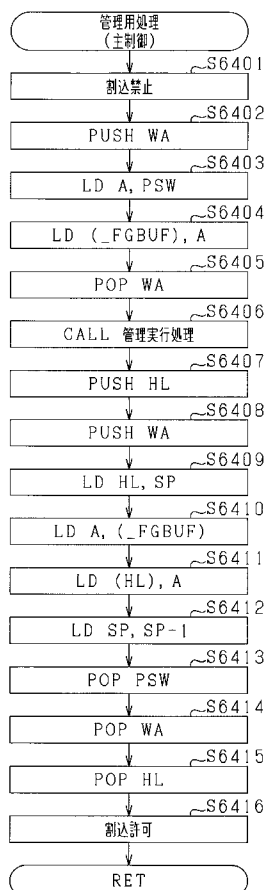 管理用処理
(主制御)
S6401
割込禁止
S6402
PUSH WA
S6403
LD A, PSW
S6404
LD (_FGBUF), A
S6405
POP WA
S6406
CALL 管理実行処理
S6407
PUSH HL
S6408
PUSH WA
S6409
LD HL, SP
S6410
LD A, (_FGBUF)
S6411
LD (HL), A
S6412
LD SP, SP-1
S6413
POP PSW
S6414
POP WA
S6415
POP HL
S6416
割込許可
RET